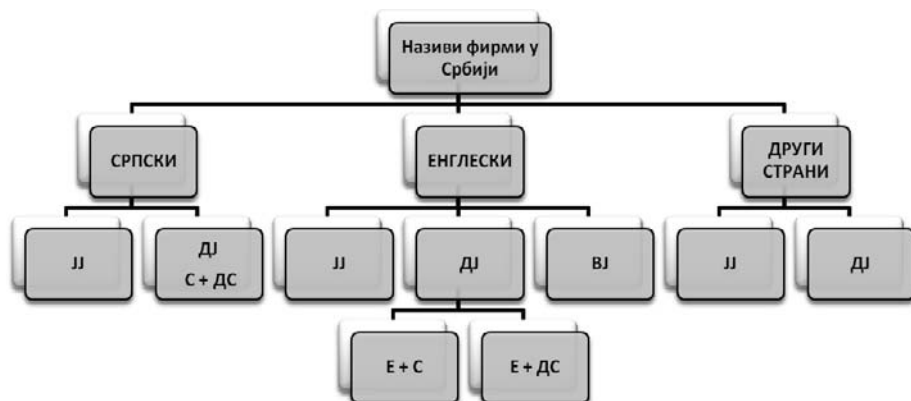 Називи фирми у
Србији
СРПСКИ
ЕНГЛЕСКИ
ДРУГИ
СТРАНИ
ЈЈ
ДЈ
С + ДС
ЈЈ
ДЈ
ВЈ
ЈЈ
ДЈ
Е + С
Е + ДС